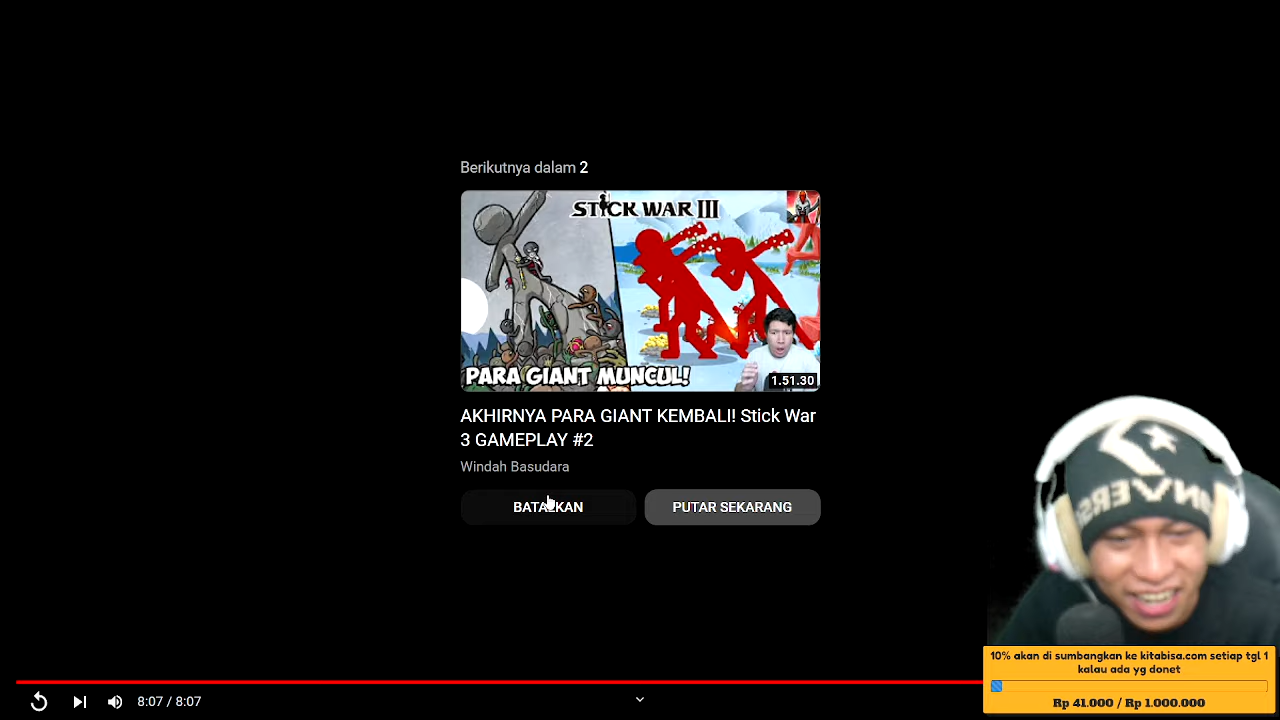 Berikutnya dalam 2
STICK WAR III
PARA GIANT MUNCUL!
1.51.30
AKHIRNYA PARA GIANT KEMBALI! Stick War
3 GAMEPLAY #2
Windah Basudara
BATALKAN
PUTAR SEKARANG
10% akan di sumbangkan ke kitabisa.com setiap tgl 1
kalau ada yg donet
Rp 41.000 / Rp 1.000.000
8:07 / 8:07